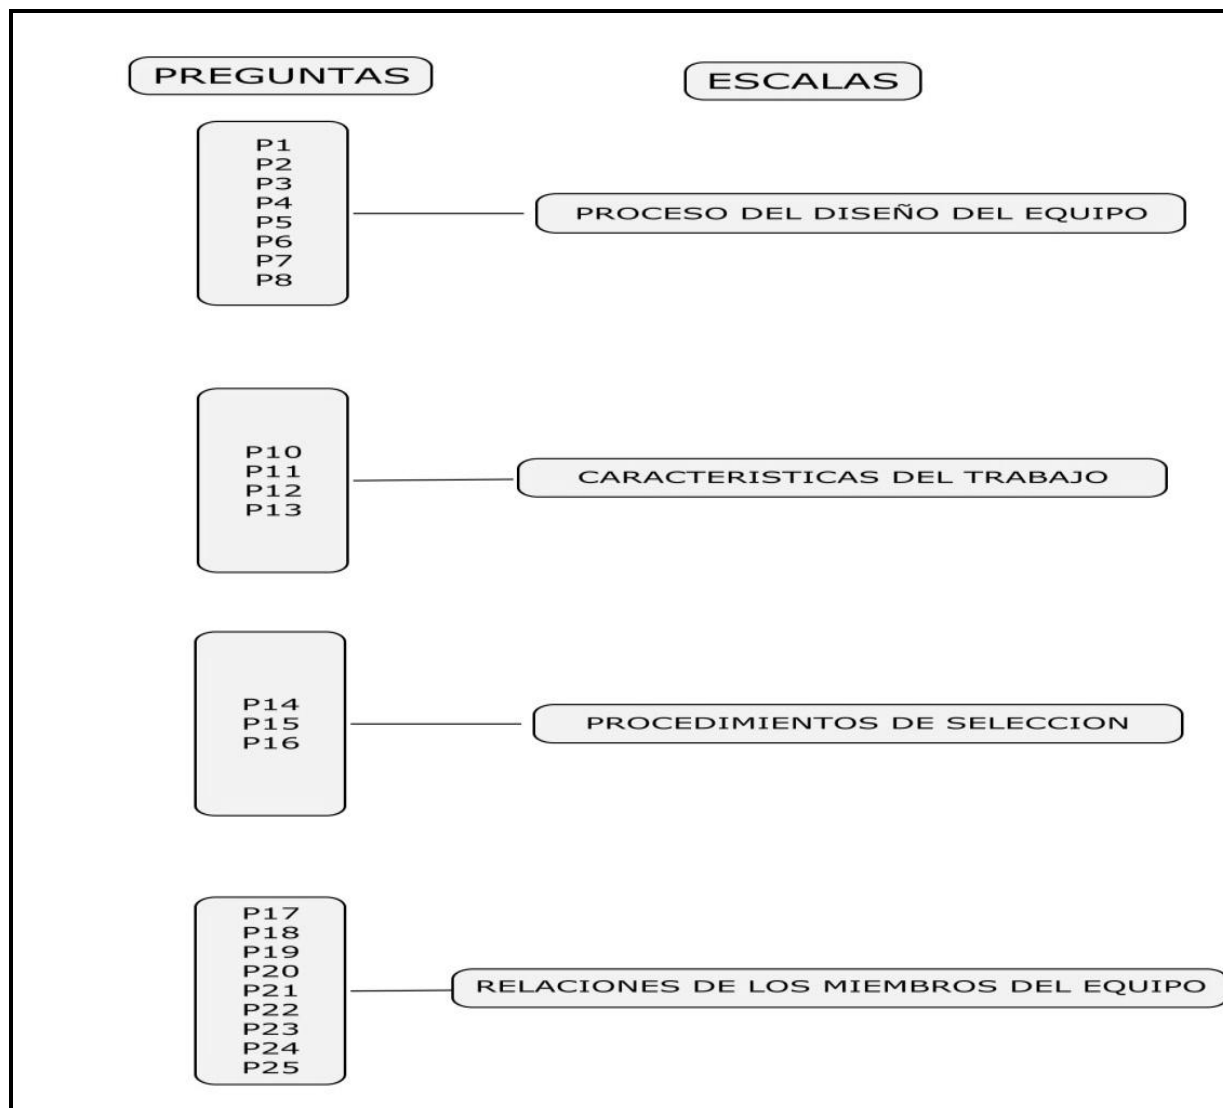 PREGUNTAS
ESCALAS
P1
P2
P3
P4
P5
P6
P7
P8
PROCESO DEL DISEÑO DEL EQUIPO
P10
P11
P12
P13
CARACTERISTICAS DEL TRABAJO
P14
P15
P16
PROCEDIMIENTOS DE SELECCION
P17
P18
P19
P20
P21
P22
P23
P24
P25
RELACIONES DE LOS MIEMBROS DEL EQUIPO